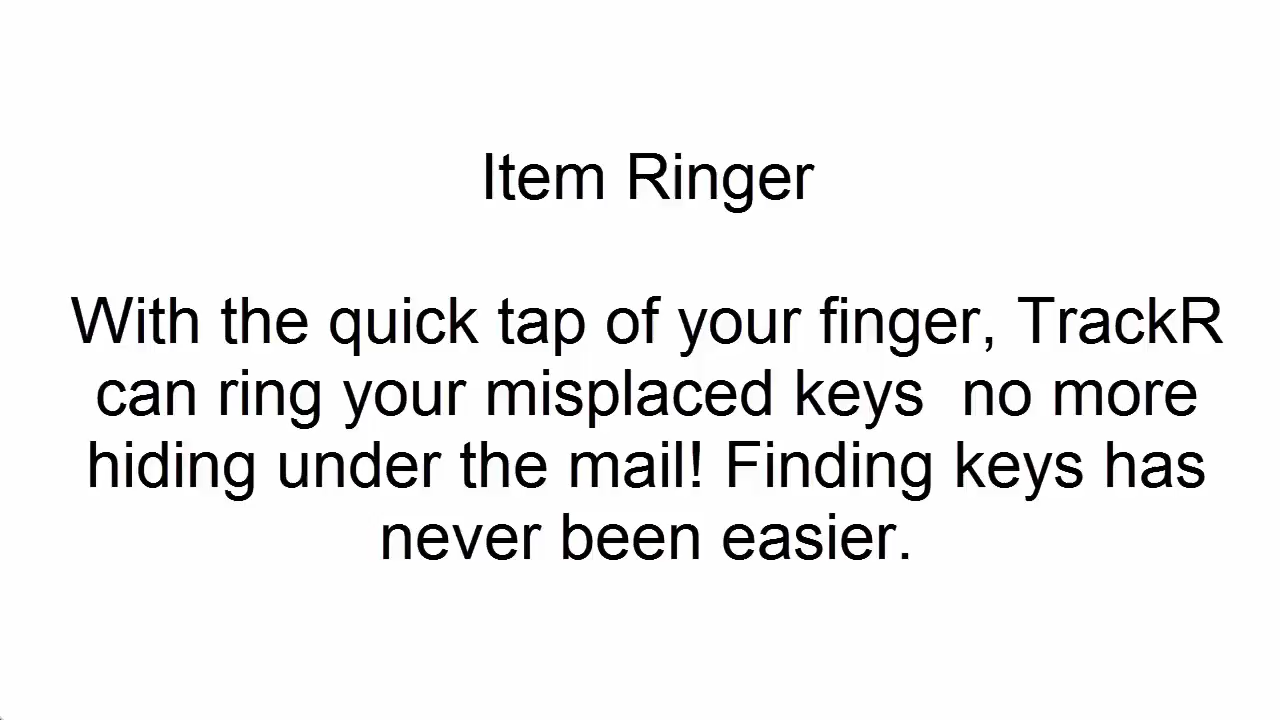 Item Ringer
With the quick tap of your finger, TrackR
can ring your misplaced keys  no more
hiding under the mail! Finding keys has
never been easier.